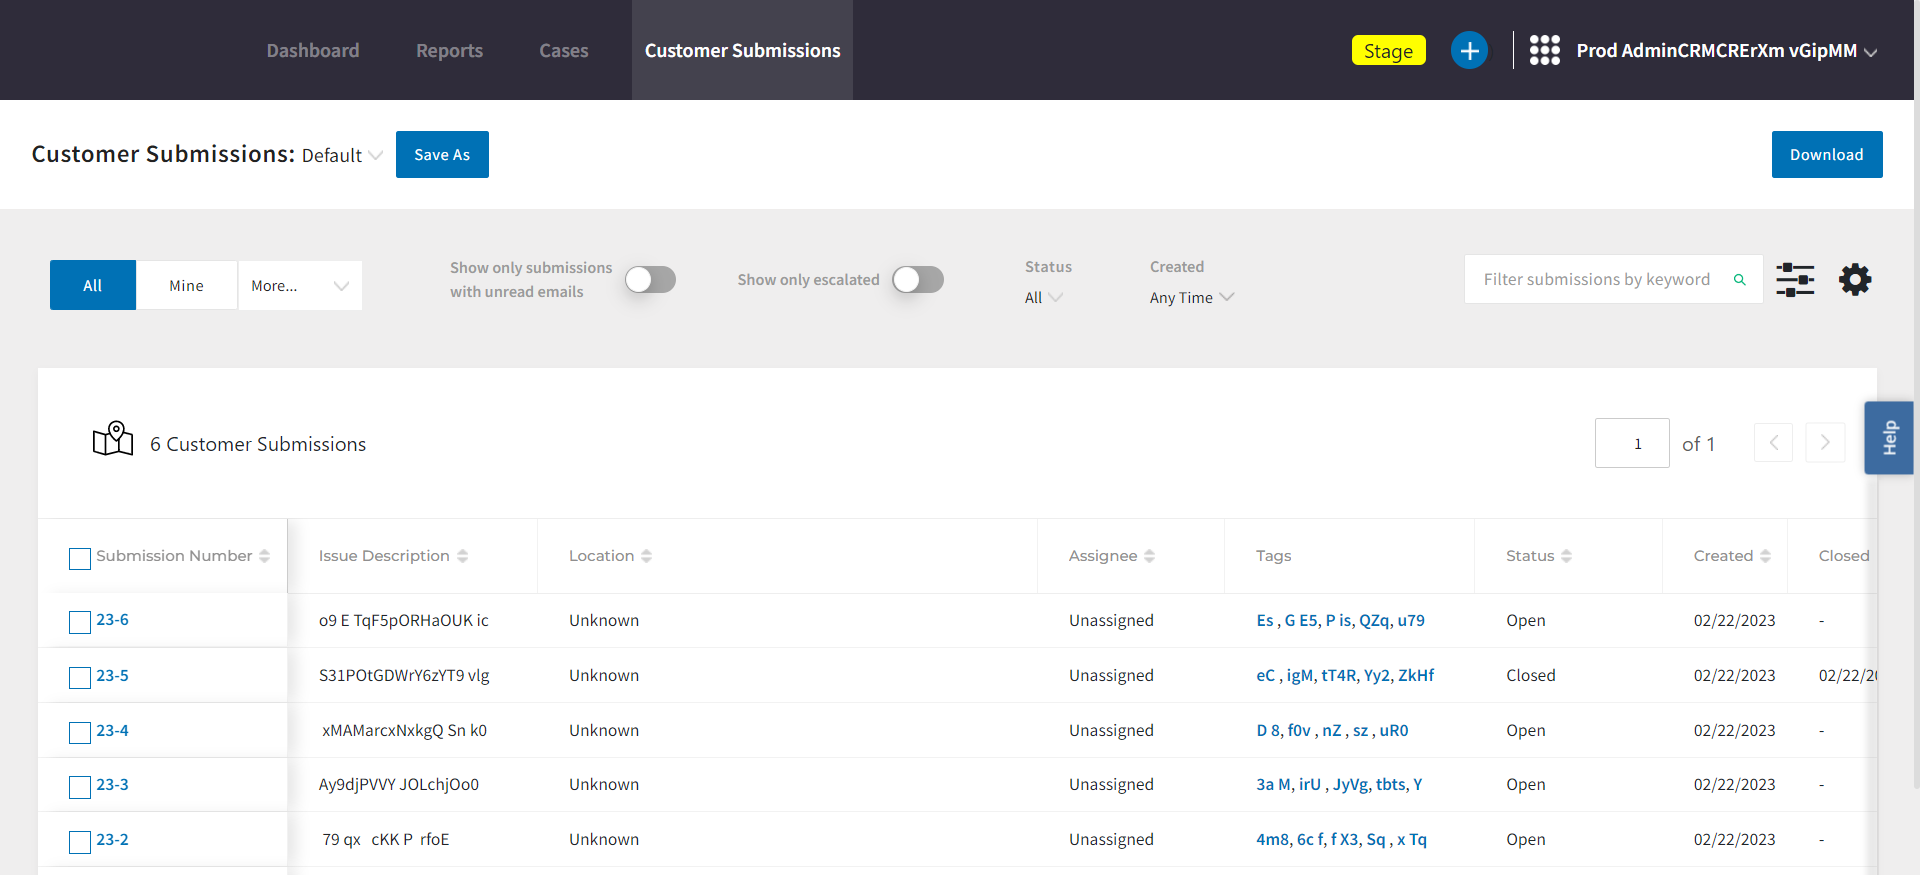 Dashboard Reports Cases Customer Submissions Stage Prod AdminCRMCRErXm vGipMM
Customer Submissions: Default Save As Download
All Mine More... Show only submissions with unread emails Show only escalated Status All Created Any Time Filter submissions by keyword
6 Customer Submissions 1 of 1
Help
Submission Number Issue Description Location Assignee Tags Status Created Closed
23-6 o9 E TqF5pORHaOUK ic Unknown Unassigned Es , G E5, P is, QZq, u79 Open 02/22/2023 -
23-5 S31POtGDWrY6zYT9 vlg Unknown Unassigned eC , igM, tT4R, Yy2, ZkHf Closed 02/22/2023 02/22/20
23-4 xMAMarcxNxkgQ Sn k0 Unknown Unassigned D 8, f0v , nZ , sz , uR0 Open 02/22/2023 -
23-3 Ay9djPVVY JOLchjOo0 Unknown Unassigned 3a M, irU , JyVg, tbts, Y Open 02/22/2023 -
23-2 79 qx cKK P rfoE Unknown Unassigned 4m8, 6c f, f X3, Sq , x Tq Open 02/22/2023 -